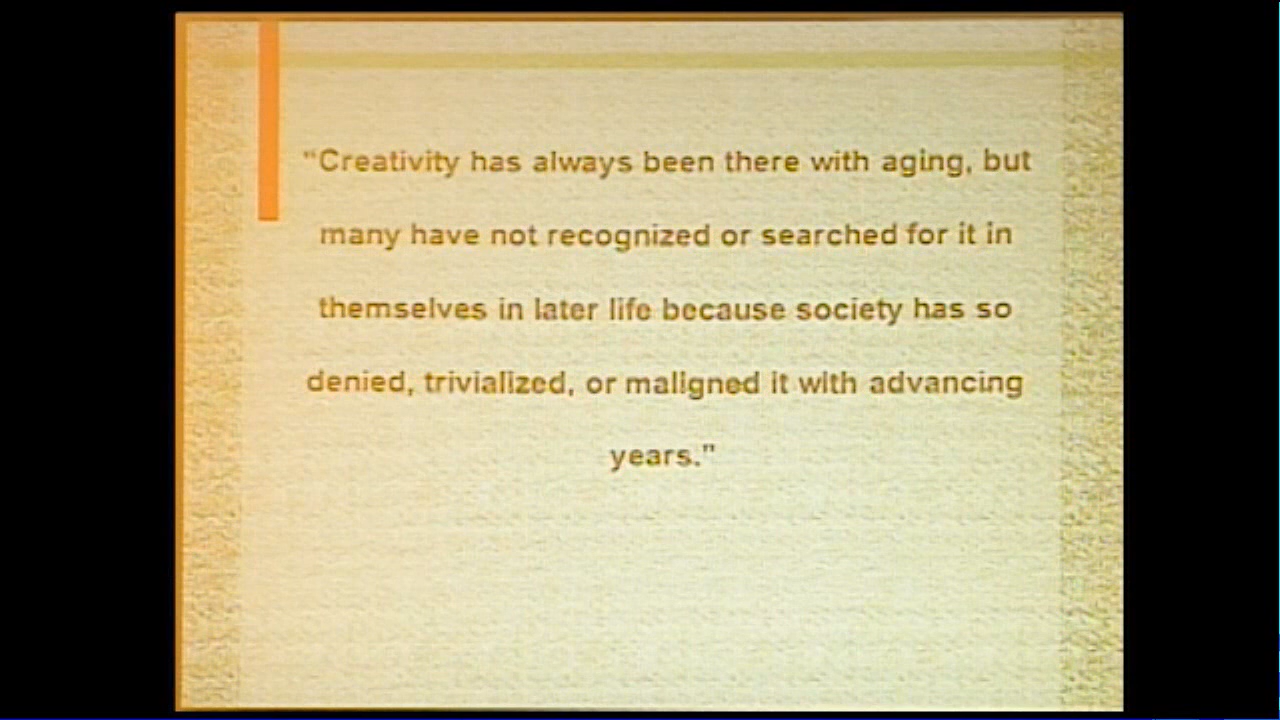 “Creativity has always been there with aging, but
many have not recognized or searched for it in
themselves in later life because society has so
denied, trivialized, or maligned it with advancing
years.”